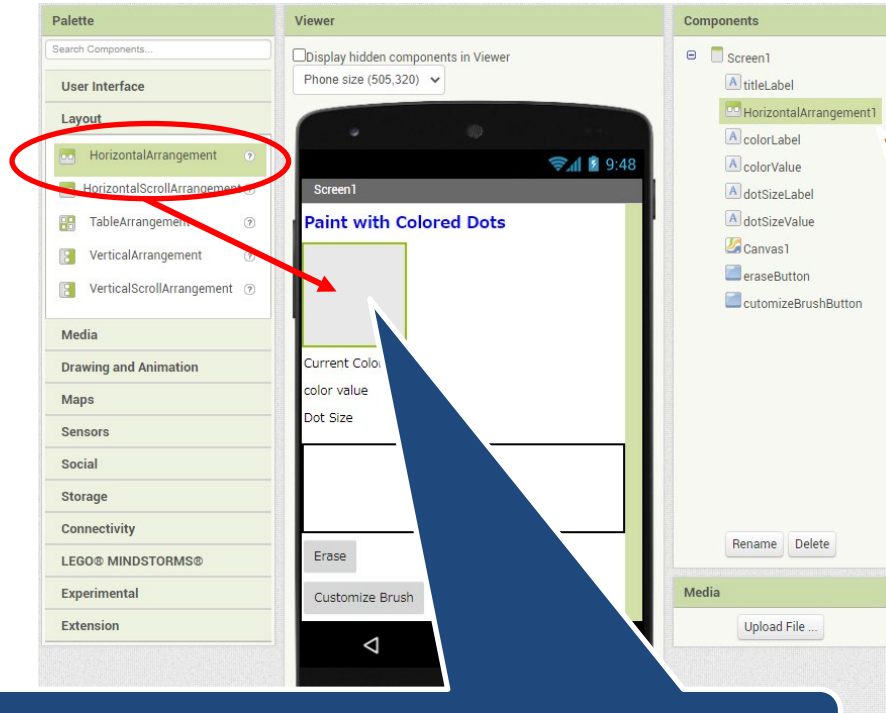 Palette
Search Components...
User Interface
Layout
HorizontalArrangement
HorizontalScrollArrangement
TableArrangement
VerticalArrangement
VerticalScrollArrangement
Media
Drawing and Animation
Maps
Sensors
Social
Storage
Connectivity
LEGO® MINDSTORMS®
Experimental
Extension
Viewer
Display hidden components in Viewer
Phone size (505,320)
9:48
Screen1
Paint with Colored Dots
Current Color
color value
Dot Size
Erase
Customize Brush
Components
Screen1
titleLabel
HorizontalArrangement1
colorLabel
colorValue
dotSizeLabel
dotSizeValue
Canvas1
eraseButton
cutomizeBrushButton
Rename Delete
Media
Upload File ...